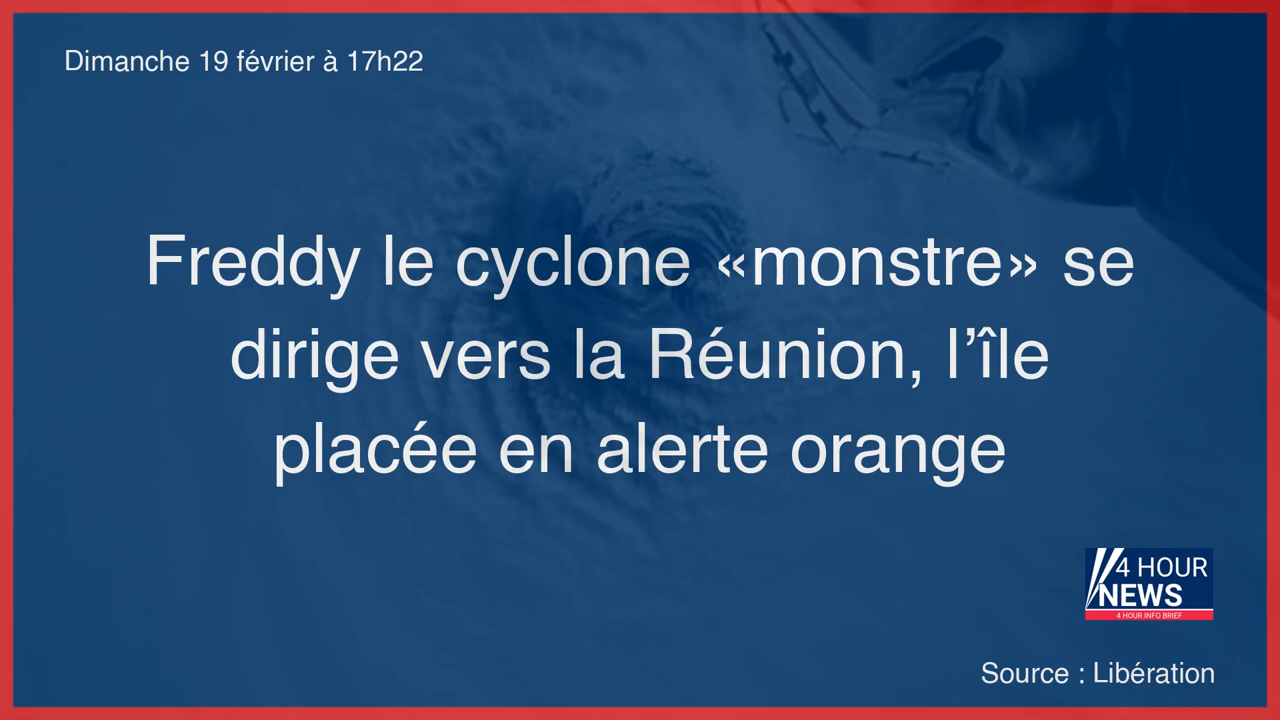 Dimanche 19 février à 17h22
Freddy le cyclone «monstre» se
dirige vers la Réunion, l’île
placée en alerte orange
4 HOUR
NEWS
4 HOUR INFO BRIEF
Source : Libération